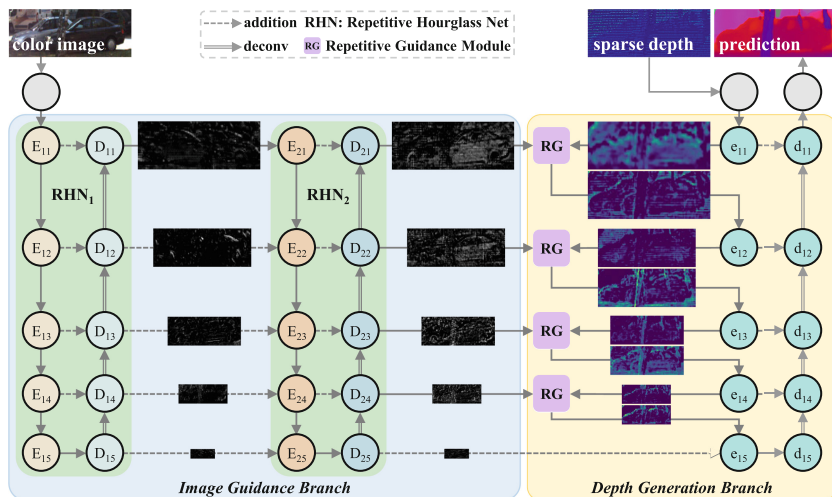 color image
addition RHN: Repetitive Hourglass Net
deconv RG Repetitive Guidance Module
sparse depth
prediction
E11 D11 E21 D21 RG e11 d11
RHN1 RHN2
E12 D12 E22 D22 RG e12 d12
E13 D13 E23 D23 RG e13 d13
E14 D14 E24 D24 RG e14 d14
E15 D15 E25 D25 e15 d15
Image Guidance Branch
Depth Generation Branch